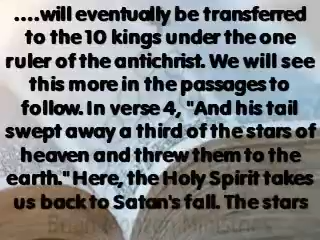 ....will eventually be transferred
to the 10 kings under the one
ruler of the antichrist. We will see
this more in the passages to
follow. In verse 4, "And his tail
swept away a third of the stars of
heaven and threw them to the
earth." Here, the Holy Spirit takes
us back to Satan's fall. The stars